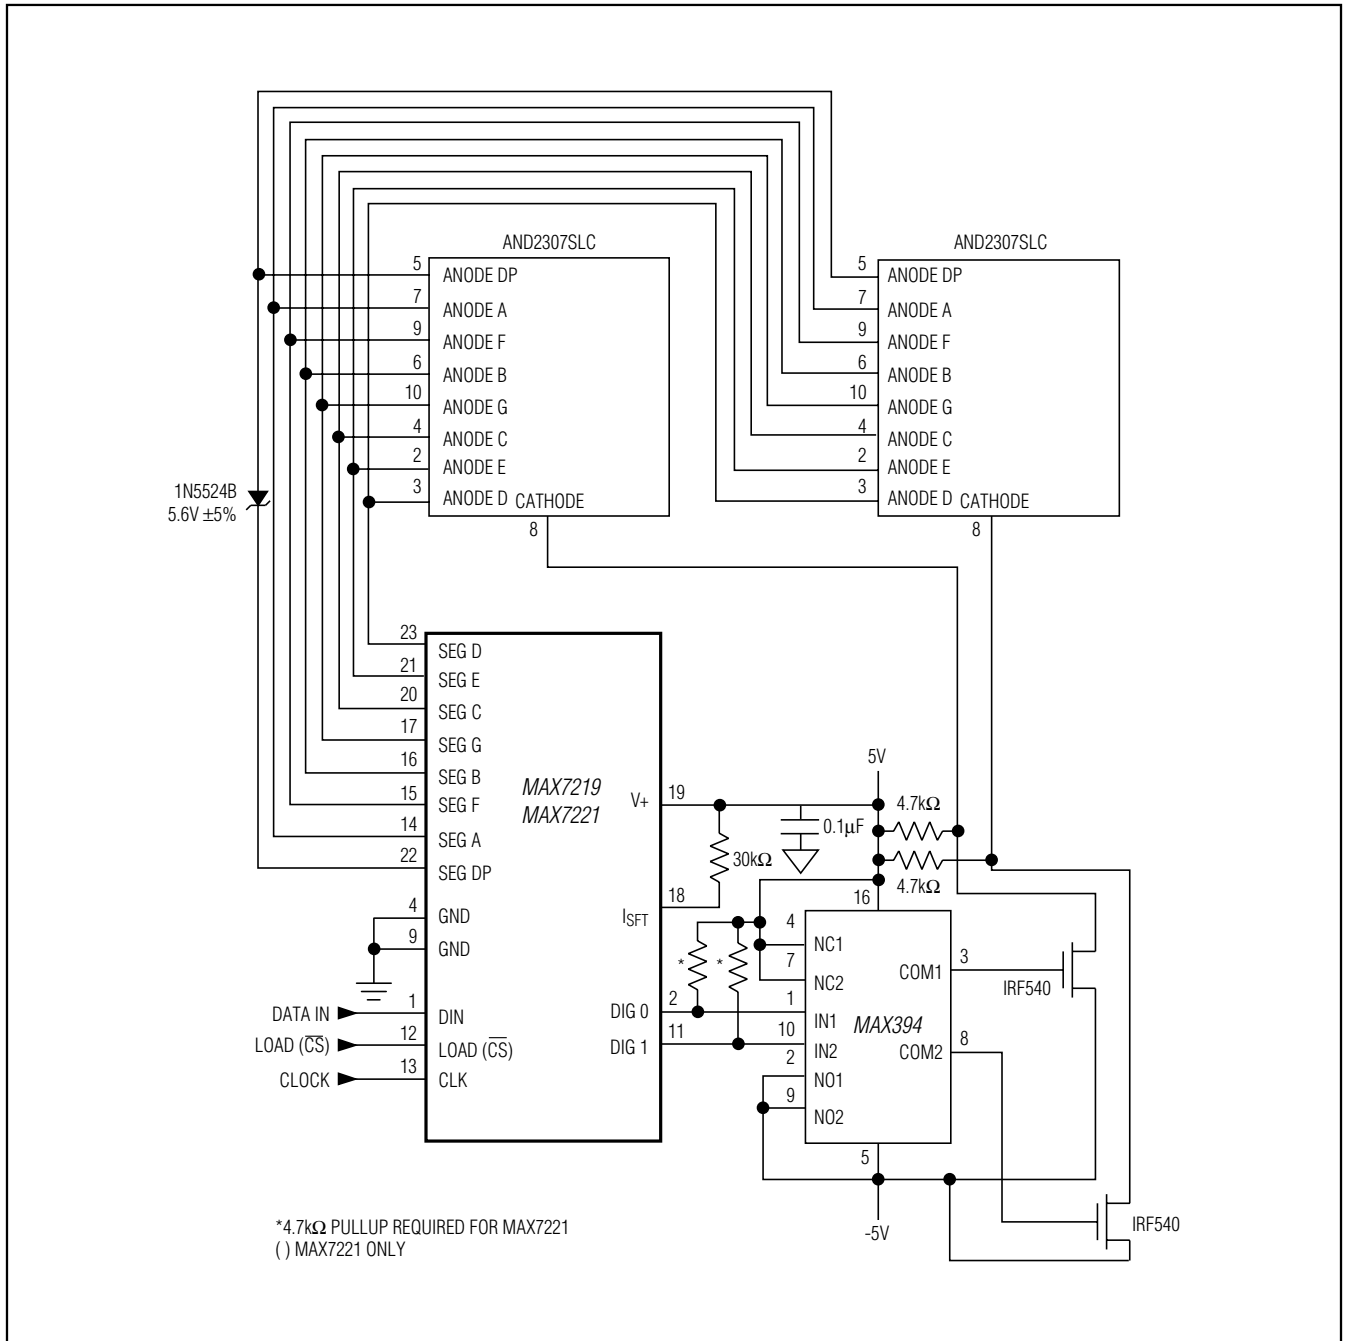 AND2307SLC
AND2307SLC
5 ANODE DP
7 ANODE A
9 ANODE F
6 ANODE B
10 ANODE G
4 ANODE C
2 ANODE E
3 ANODE D CATHODE
8
5 ANODE DP
7 ANODE A
9 ANODE F
6 ANODE B
10 ANODE G
4 ANODE C
2 ANODE E
3 ANODE D CATHODE
8
1N5524B
5.6V ±5%
23 SEG D
21 SEG E
20 SEG C
17 SEG G
16 SEG B
15 SEG F
14 SEG A
22 SEG DP
4 GND
9 GND
DATA IN 1 DIN
LOAD (C̅S̅) 12 LOAD (C̅S̅)
CLOCK 13 CLK
MAX7219
MAX7221
V+ 19
ISFT 18
DIG 0 2
DIG 1 11
30kΩ
0.1µF
5V
4.7kΩ
4.7kΩ
*
*
16
4 NC1
7 NC2
1 IN1
10 IN2
2 NO1
9 NO2
MAX394
COM1 3
COM2 8
5
-5V
IRF540
IRF540
*4.7kΩ PULLUP REQUIRED FOR MAX7221
( ) MAX7221 ONLY